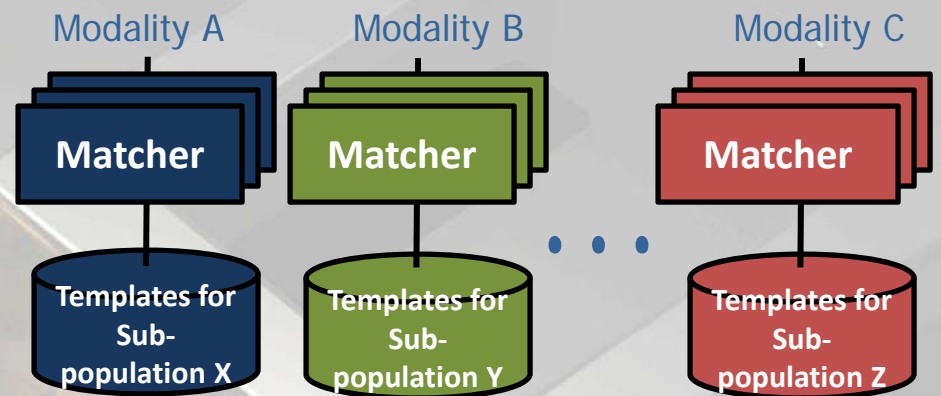 Modality A
Modality B
Modality C
Matcher
Matcher
Matcher
Templates for
Sub-
population X
Templates for
Sub-
population Y
Templates for
Sub-
population Z